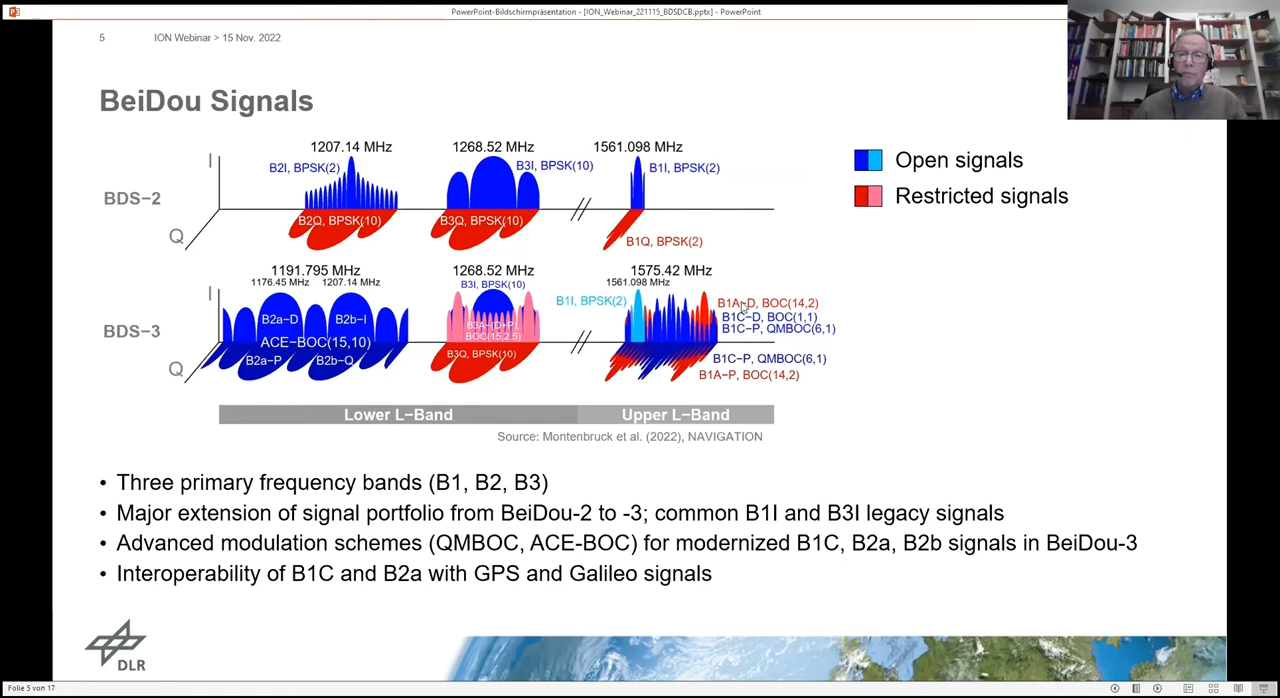 PowerPoint-Bildschirmpräsentation - [ION_Webinar_221115_BDSDCB.pptx] - PowerPoint
5 ION Webinar > 15 Nov. 2022
BeiDou Signals
1207.14 MHz 1268.52 MHz 1561.098 MHz
I B2I, BPSK(2) B3I, BPSK(10) B1I, BPSK(2)
BDS-2
B2Q, BPSK(10) B3Q, BPSK(10)
Q B1Q, BPSK(2)
Open signals
Restricted signals
1191.795 MHz 1268.52 MHz 1575.42 MHz
1176.45 MHz 1207.14 MHz B3I, BPSK(10) 1561.098 MHz
I B1I, BPSK(2) B1A-D, BOC(14,2)
B2a-D B2b-I B1C-D, BOC(1,1)
B3A-(D+P), B1C-P, QMBOC(6,1)
BDS-3
BOC(15,2.5)
ACE-BOC(15,10)
B2a-P B2b-Q B3Q, BPSK(10) B1C-P, QMBOC(6,1)
Q B1A-P, BOC(14,2)
Lower L-Band Upper L-Band
Source: Montenbruck et al. (2022), NAVIGATION
• Three primary frequency bands (B1, B2, B3)
• Major extension of signal portfolio from BeiDou-2 to -3; common B1I and B3I legacy signals
• Advanced modulation schemes (QMBOC, ACE-BOC) for modernized B1C, B2a, B2b signals in BeiDou-3
• Interoperability of B1C and B2a with GPS and Galileo signals
DLR
Folie 5 von 17